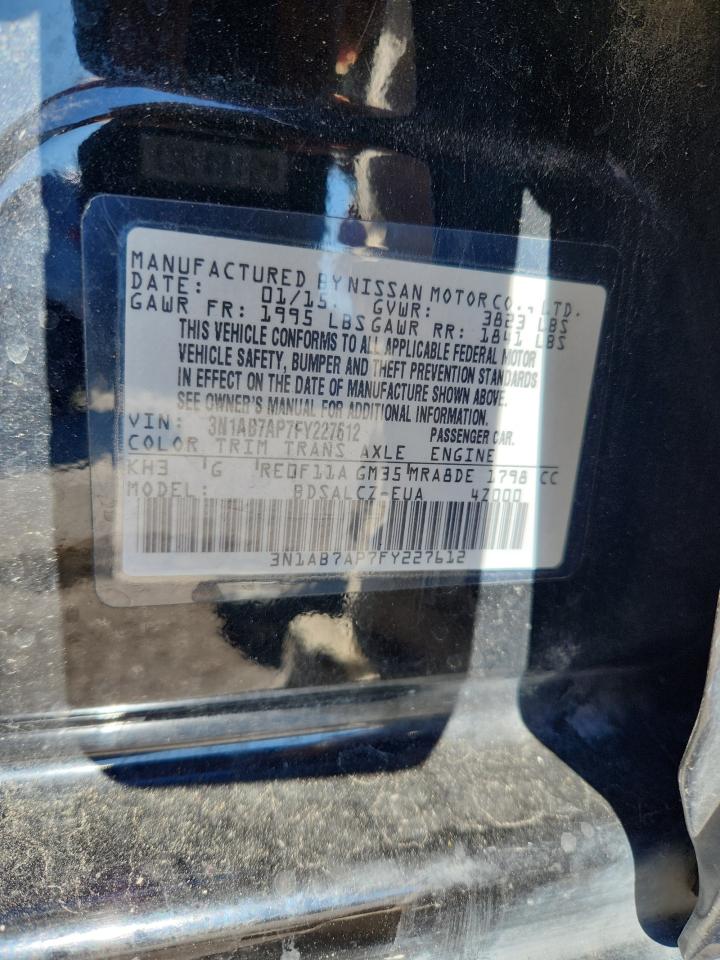 MANUFACTURED BY NISSAN MOTOR CO., LTD.
DATE: 01/15. GVWR: 3823 LBS
GAWR FR: 1995 LBS GAWR RR: 1841 LBS
THIS VEHICLE CONFORMS TO ALL APPLICABLE FEDERAL MOTOR
VEHICLE SAFETY, BUMPER AND THEFT PREVENTION STANDARDS
IN EFFECT ON THE DATE OF MANUFACTURE SHOWN ABOVE.
SEE OWNER'S MANUAL FOR ADDITIONAL INFORMATION.
VIN: 3N1AB7AP7FY227612 PASSENGER CAR.
COLOR TRIM TRANS AXLE ENGINE
KH3 G RE0F11A GM35 MRA8DE 1798 CC
MODEL: BDSALCZ-EUA 4Z000
3N1AB7AP7FY227612